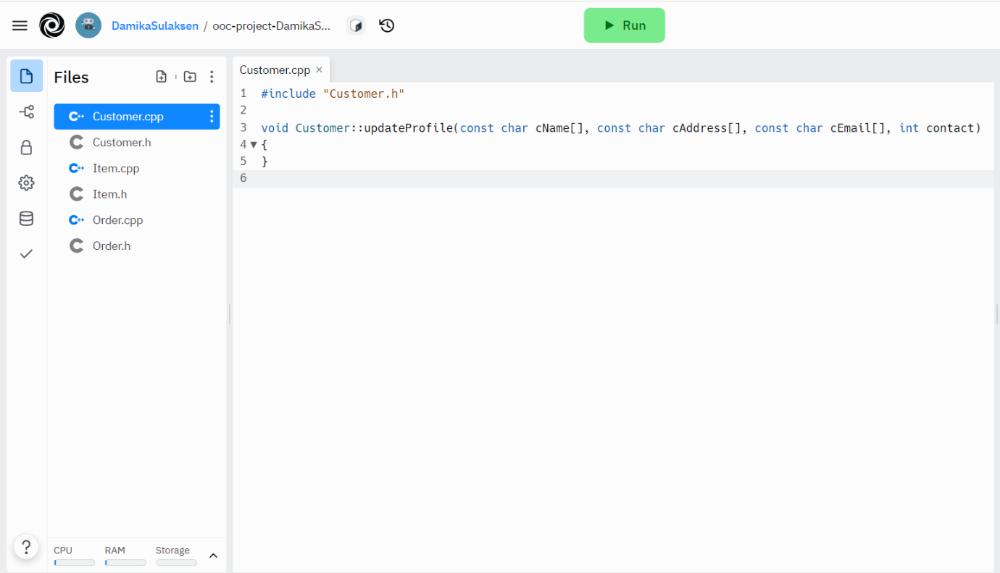 DamikaSulaksen / ooc-project-DamikaS...
Run
Files
Customer.cpp
Customer.h
Item.cpp
Item.h
Order.cpp
Order.h
CPU RAM Storage
?
Customer.cpp ×
1 #include "Customer.h"
2
3 void Customer::updateProfile(const char cName[], const char cAddress[], const char cEmail[], int contact)
4 {
5 }
6